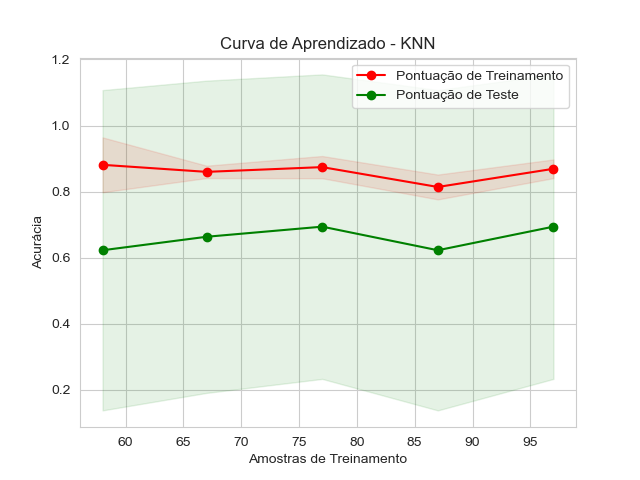 Curva de Aprendizado - KNN
Pontuação de Treinamento
Pontuação de Teste
1.2
1.0
0.8
0.6
0.4
0.2
Acurácia
60 65 70 75 80 85 90 95
Amostras de Treinamento